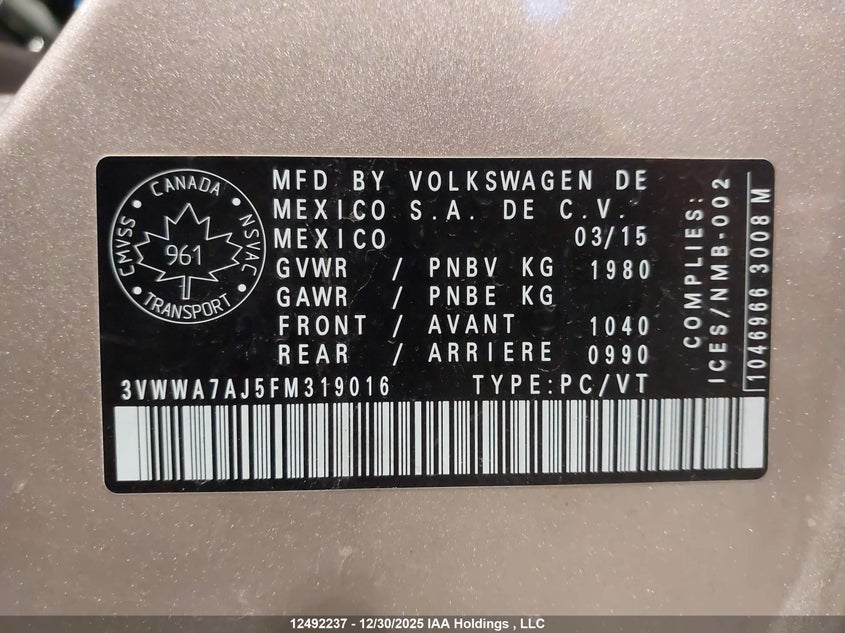 CANADA
CMVSS
NSVAC
961
TRANSPORT
MFD BY VOLKSWAGEN DE
MEXICO S.A. DE C.V.
MEXICO 03/15
GVWR / PNBV KG 1980
GAWR / PNBE KG
FRONT / AVANT 1040
REAR / ARRIERE 0990
3VWWA7AJ5FM319016 TYPE:PC/VT
COMPLIES:
ICES/NMB-002
1046966 3008 M
12492237 - 12/30/2025 IAA Holdings , LLC